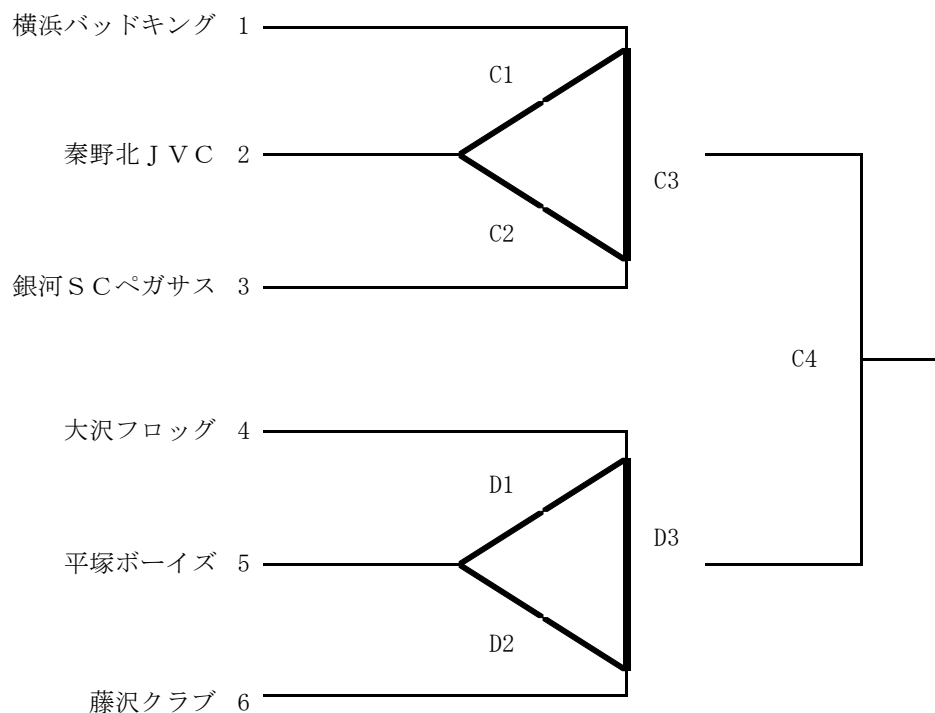 横浜バッドキング 1
C1
秦野北ＪＶＣ 2
C3
C2
銀河ＳＣペガサス 3
C4
大沢フロッグ 4
D1
D3
平塚ボーイズ 5
D2
藤沢クラブ 6